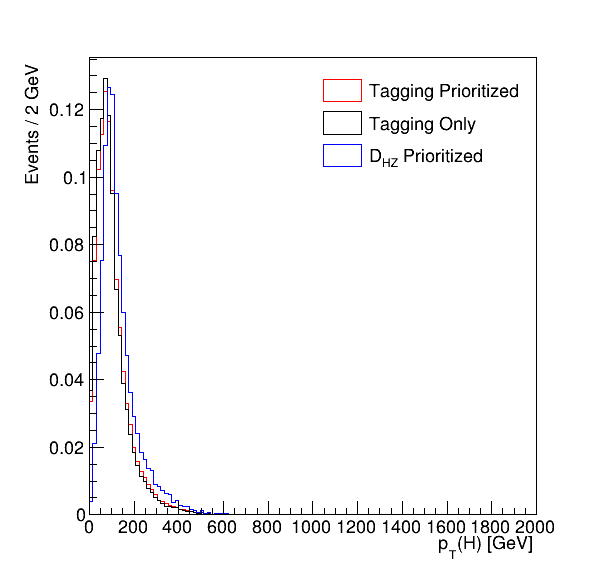 Events / 2 GeV
0.12
0.1
0.08
0.06
0.04
0.02
0
Tagging Prioritized
Tagging Only
D_HZ Prioritized
0 200 400 600 800 1000 1200 1400 1600 1800 2000
p_T(H) [GeV]